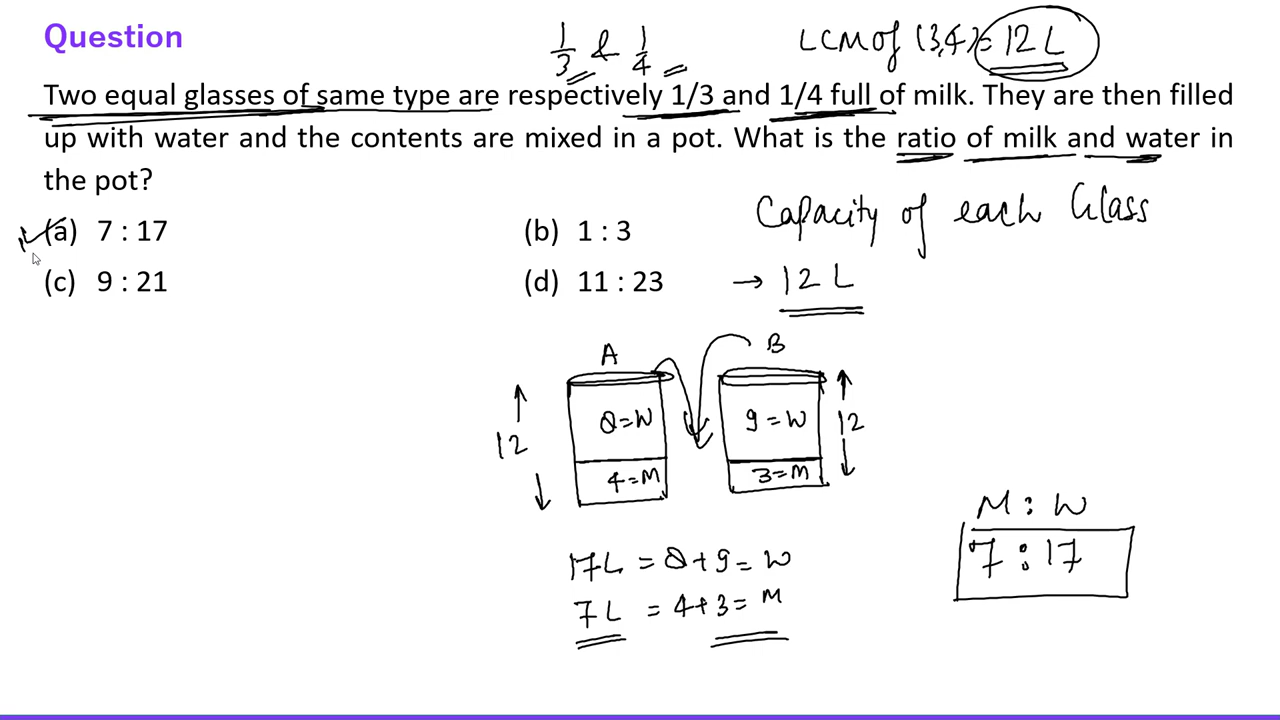 Question
1/3 & 1/4
LCM of (3,4) = 12 L
Two equal glasses of same type are respectively 1/3 and 1/4 full of milk. They are then filled
up with water and the contents are mixed in a pot. What is the ratio of milk and water in
the pot?
(a) 7 : 17
(b) 1 : 3
(c) 9 : 21
(d) 11 : 23
Capacity of each Glass
→ 12 L
A
B
12
8=W
9=W
12
4=M
3=M
17L = 8+9 = W
7L = 4+3 = M
M : W
7 : 17